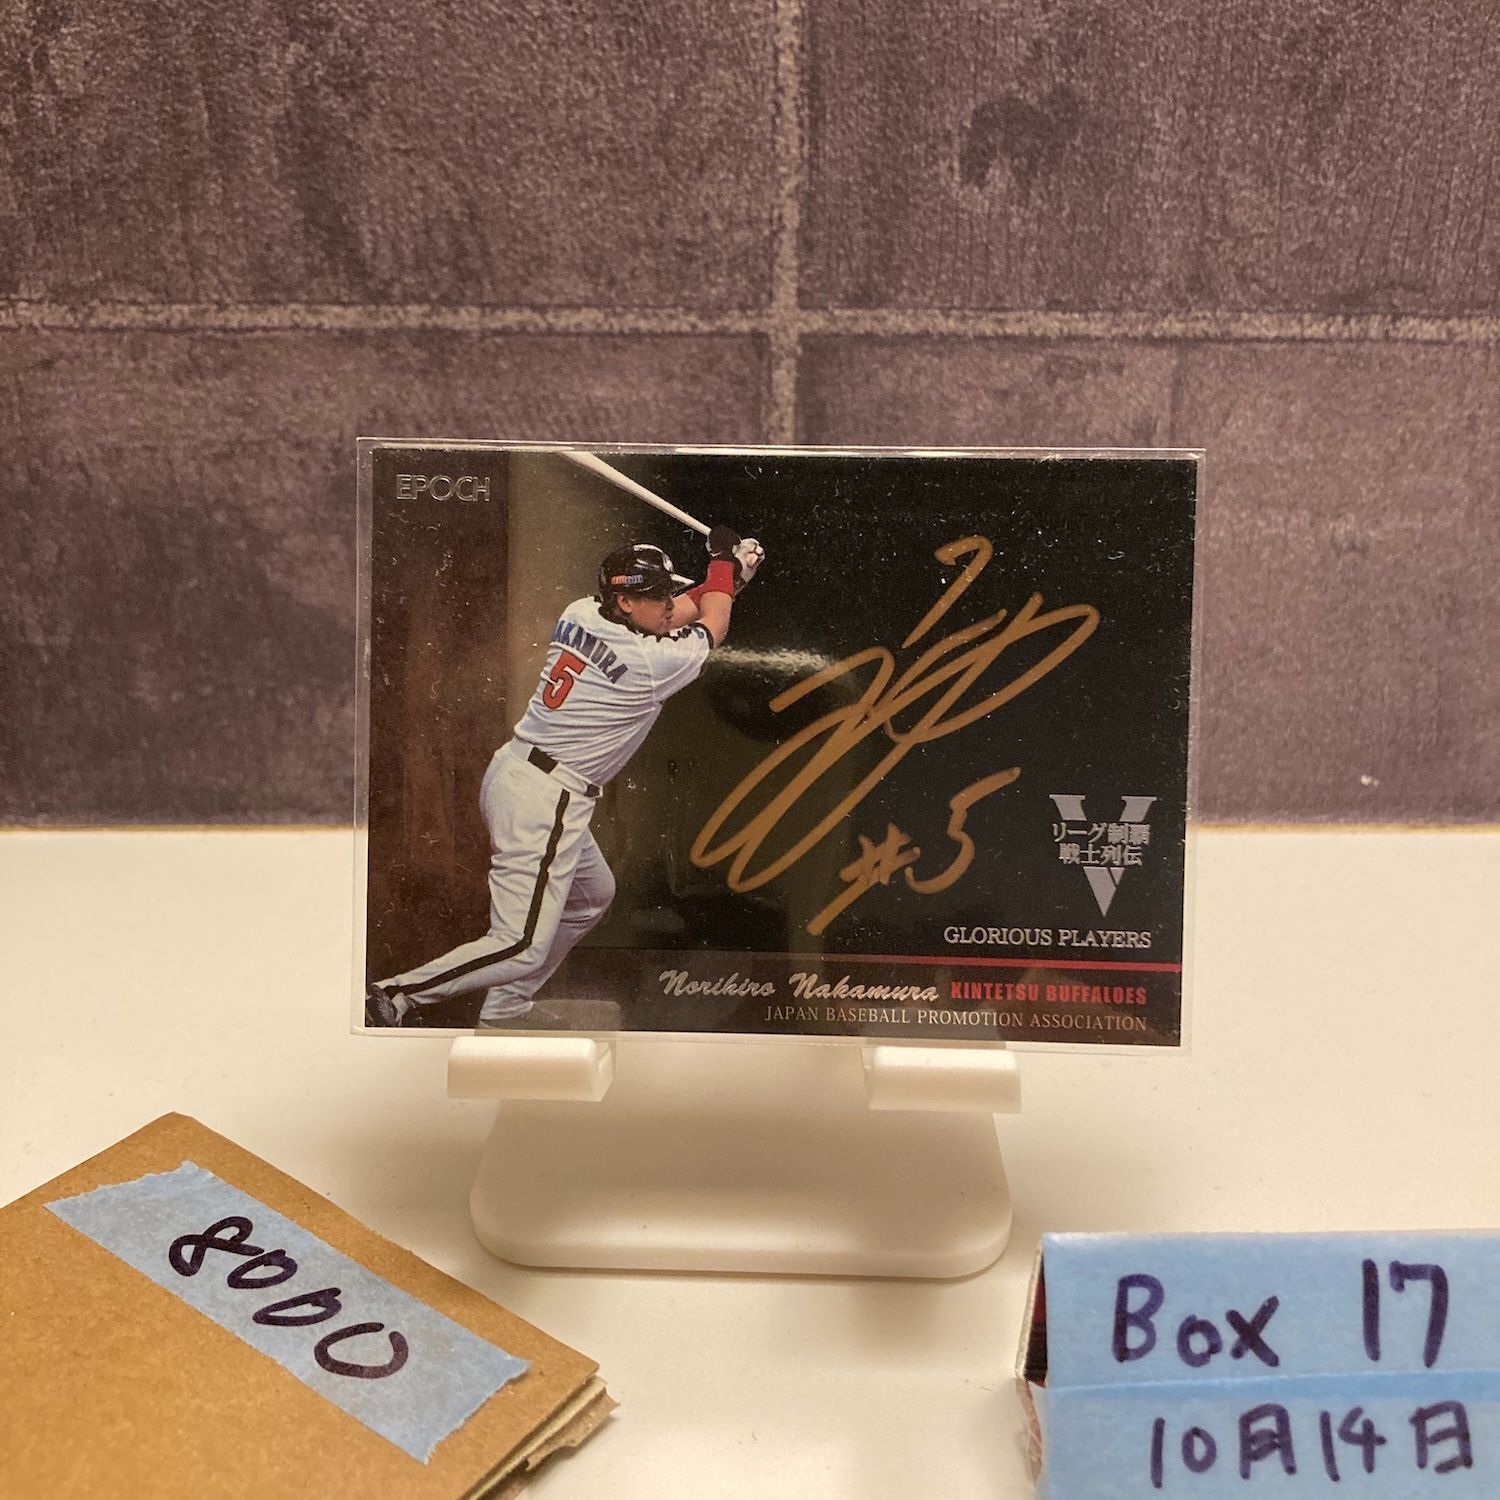 EPOCH
NAKAMURA
5
#5
リーグ制覇
戦士列伝
GLORIOUS PLAYERS
Norihiro Nakamura KINTETSU BUFFALOES
JAPAN BASEBALL PROMOTION ASSOCIATION
8000
Box 17
10月14日